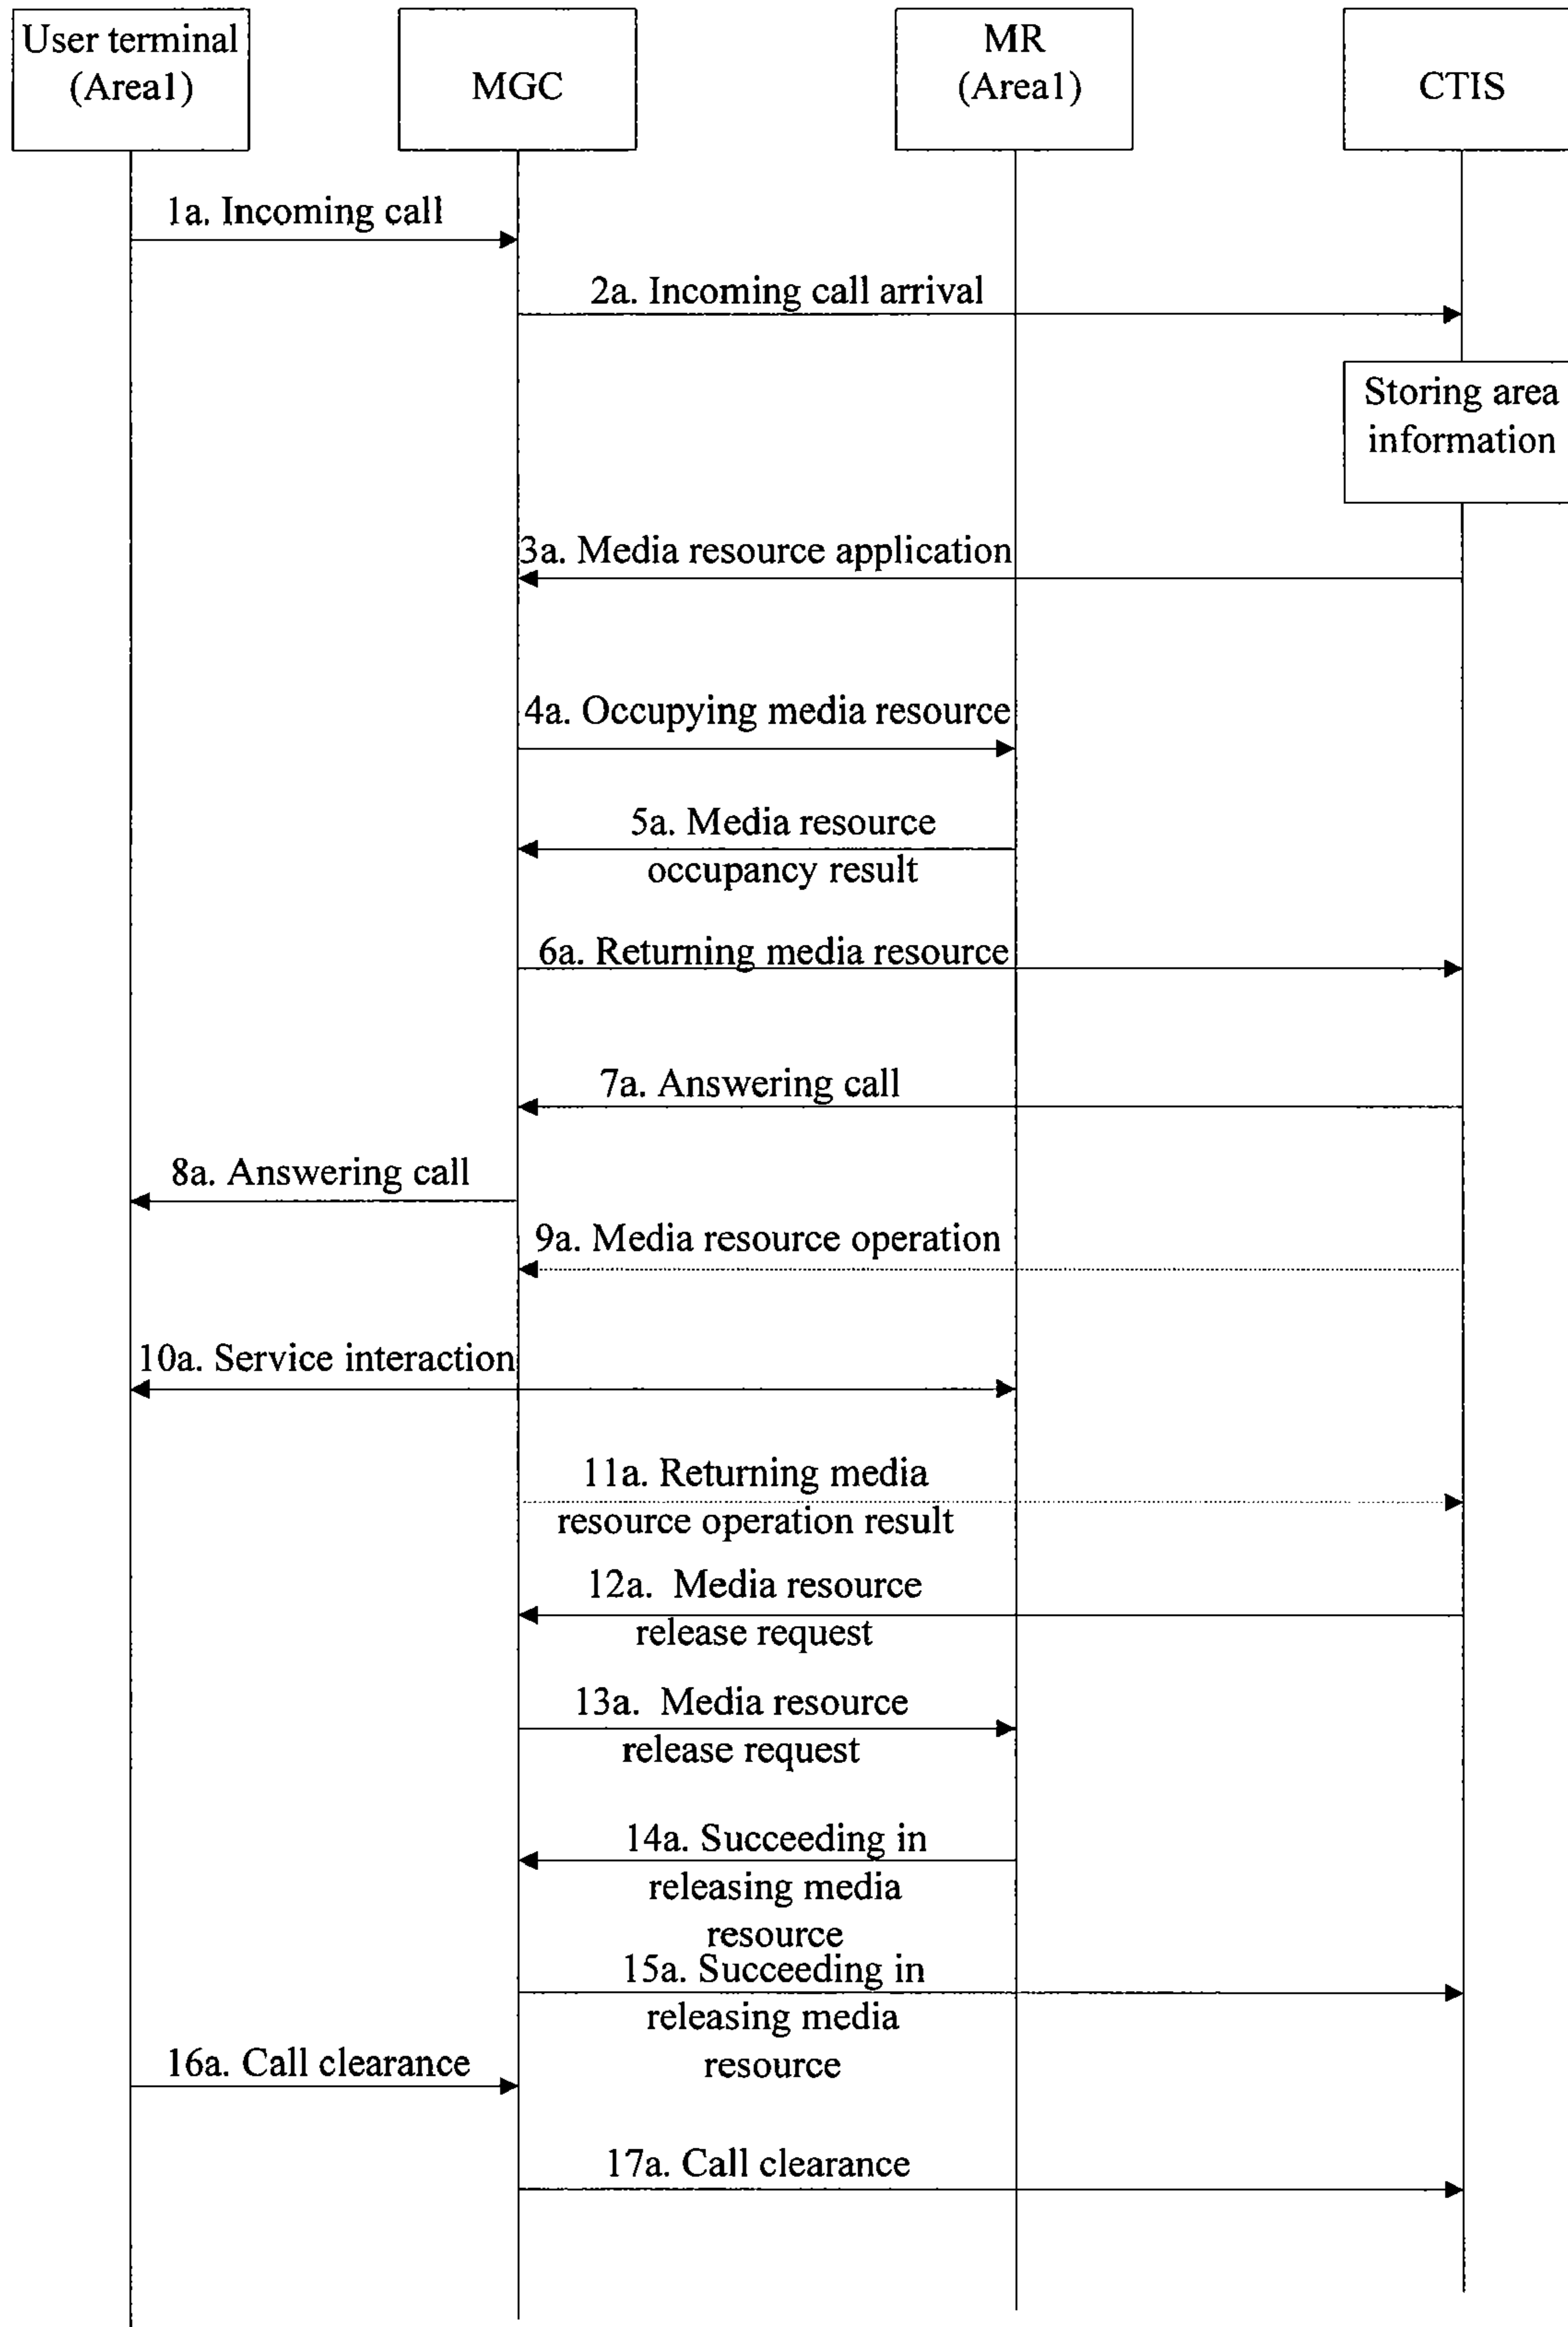 User terminal
(Area1)
MGC
MR
(Area1)
CTIS
1a. Incoming call
2a. Incoming call arrival
Storing area
information
3a. Media resource application
4a. Occupying media resource
5a. Media resource
occupancy result
6a. Returning media resource
7a. Answering call
8a. Answering call
9a. Media resource operation
10a. Service interaction
11a. Returning media
resource operation result
12a. Media resource
release request
13a. Media resource
release request
14a. Succeeding in
releasing media
resource
15a. Succeeding in
releasing media
resource
16a. Call clearance
17a. Call clearance